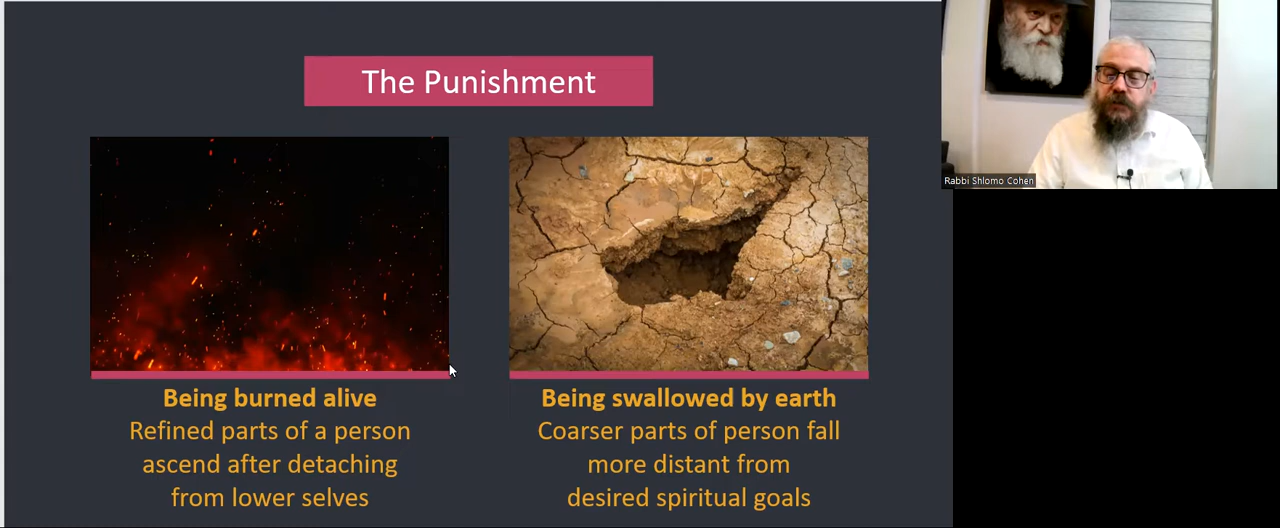 The Punishment
Rabbi Shlomo Cohen
Being burned alive
Refined parts of a person
ascend after detaching
from lower selves
Being swallowed by earth
Coarser parts of person fall
more distant from
desired spiritual goals